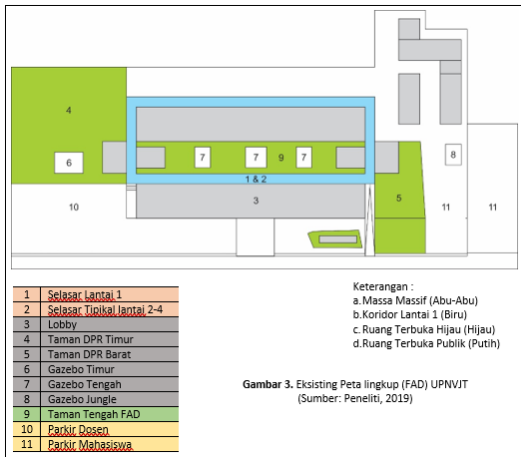 4
6
7
7
9
7
8
1 & 2
3
5
10
11
11
1 Selasar Lantai 1
2 Selasar Tipikal lantai 2-4
3 Lobby
4 Taman DPR Timur
5 Taman DPR Barat
6 Gazebo Timur
7 Gazebo Tengah
8 Gazebo Jungle
9 Taman Tengah FAD
10 Parkir Dosen
11 Parkir Mahasiswa
Keterangan :
a. Massa Massif (Abu-Abu)
b. Koridor Lantai 1 (Biru)
c. Ruang Terbuka Hijau (Hijau)
d. Ruang Terbuka Publik (Putih)
Gambar 3. Eksisting Peta lingkup (FAD) UPNVJT
(Sumber: Peneliti, 2019)